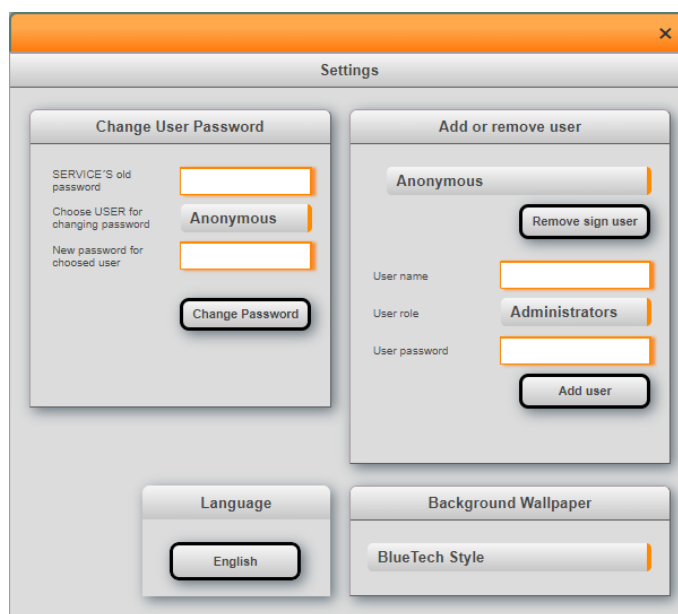 Settings
Change User Password
SERVICE´S old
password
Choose USER for
changing password
Anonymous
New password for
choosed user
Change Password
Add or remove user
Anonymous
Remove sign user
User name
User role
Administrators
User password
Add user
Language
English
Background Wallpaper
BlueTech Style